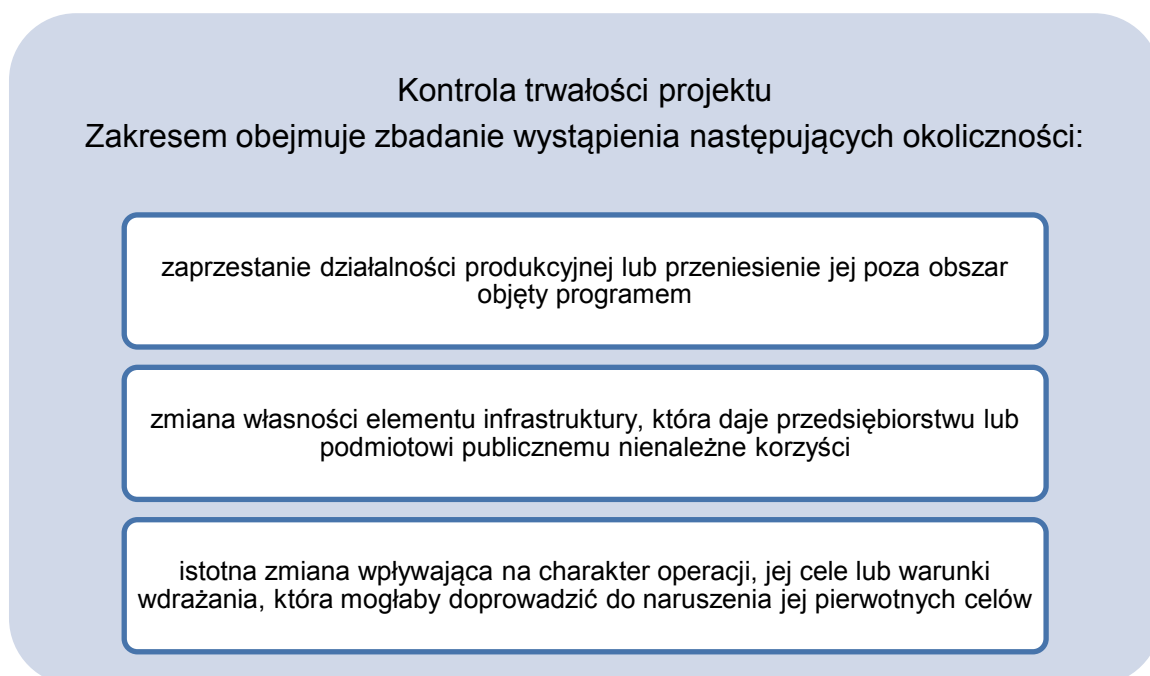 Kontrola trwałości projektu
Zakresem obejmuje zbadanie wystąpienia następujących okoliczności:
zaprzestanie działalności produkcyjnej lub przeniesienie jej poza obszar
objęty programem
zmiana własności elementu infrastruktury, która daje przedsiębiorstwu lub
podmiotowi publicznemu nienależne korzyści
istotna zmiana wpływająca na charakter operacji, jej cele lub warunki
wdrażania, która mogłaby doprowadzić do naruszenia jej pierwotnych celów